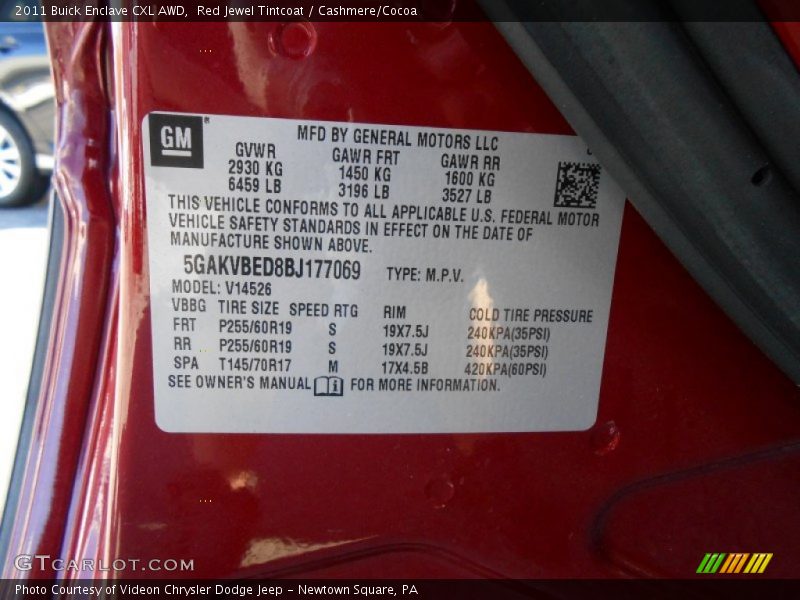 2011 Buick Enclave CXL AWD, Red Jewel Tintcoat / Cashmere/Cocoa
GM
MFD BY GENERAL MOTORS LLC
GVWR GAWR FRT GAWR RR
2930 KG 1450 KG 1600 KG
6459 LB 3196 LB 3527 LB
THIS VEHICLE CONFORMS TO ALL APPLICABLE U.S. FEDERAL MOTOR
VEHICLE SAFETY STANDARDS IN EFFECT ON THE DATE OF
MANUFACTURE SHOWN ABOVE.
5GAKVBED8BJ177069 TYPE: M.P.V.
MODEL: V14526
VBBG TIRE SIZE SPEED RTG RIM COLD TIRE PRESSURE
FRT P255/60R19 S 19X7.5J 240KPA(35PSI)
RR P255/60R19 S 19X7.5J 240KPA(35PSI)
SPA T145/70R17 M 17X4.5B 420KPA(60PSI)
SEE OWNER'S MANUAL FOR MORE INFORMATION.
GTCARLOT.COM
Photo Courtesy of Videon Chrysler Dodge Jeep - Newtown Square, PA